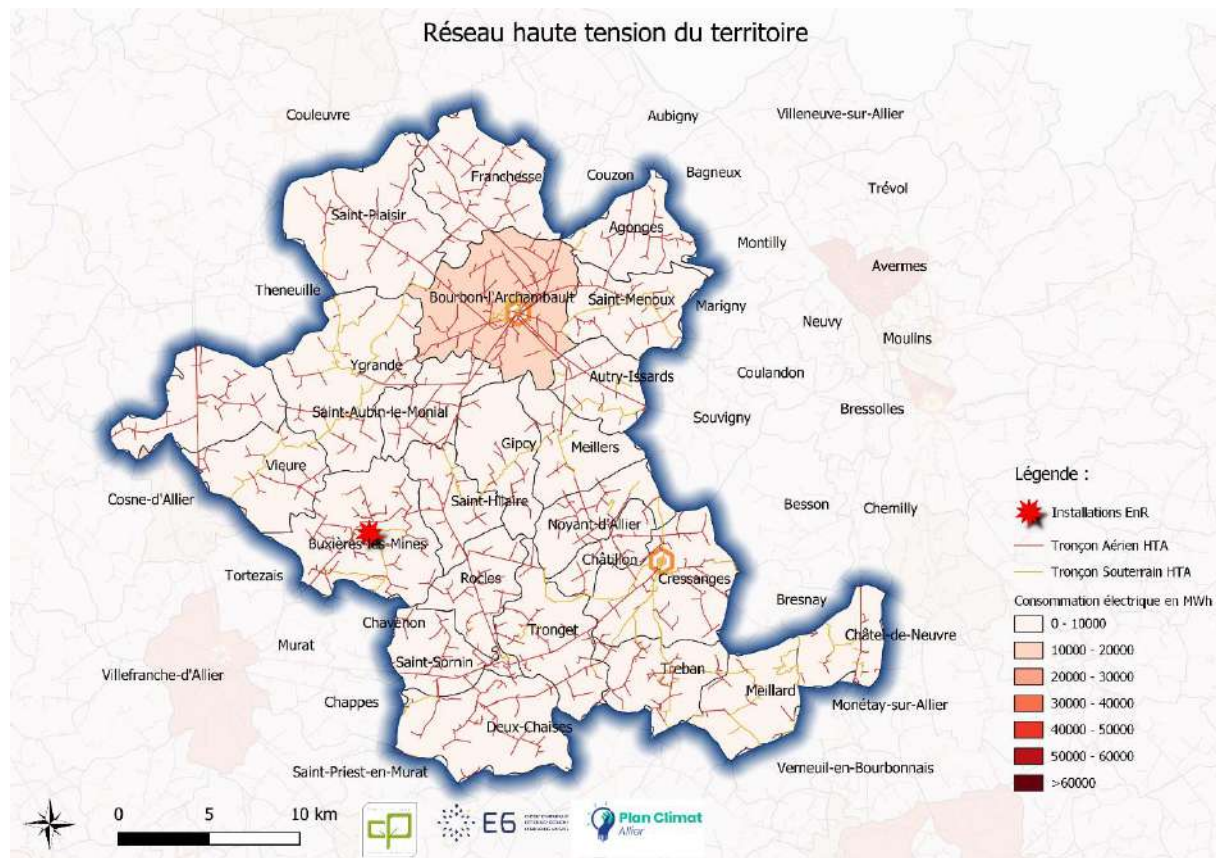 Réseau haute tension du territoire
Couleuvre
Aubigny
Villeneuve-sur-Allier
Franchesse
Couzon
Bagneux
Trévol
Saint-Plaisir
Agonges
Montilly
Avermes
Theneuille
Bourbon-l'Archambault
Saint-Menoux
Marigny
Neuvy
Moulins
Ygrande
Autry-Issards
Coulandon
Saint-Aubin-le-Monial
Souvigny
Bressolles
Gipcy
Meillers
Vieure
Cosne-d'Allier
Saint-Hilaire
Besson
Chemilly
Noyant-d'Allier
Buxières-les-Mines
Châtillon
Tortezais
Rocles
Cressanges
Bresnay
Chavenon
Tronget
Châtel-de-Neuvre
Murat
Saint-Sornin
Treban
Villefranche-d'Allier
Meillard
Chappes
Monétay-sur-Allier
Deux-Chaises
Saint-Priest-en-Murat
Verneuil-en-Bourbonnais
Légende :
Installations EnR
Tronçon Aérien HTA
Tronçon Souterrain HTA
Consommation électrique en MWh
0 - 10000
10000 - 20000
20000 - 30000
30000 - 40000
40000 - 50000
50000 - 60000
>60000
0 5 10 km
E6
Plan Climat
Allier